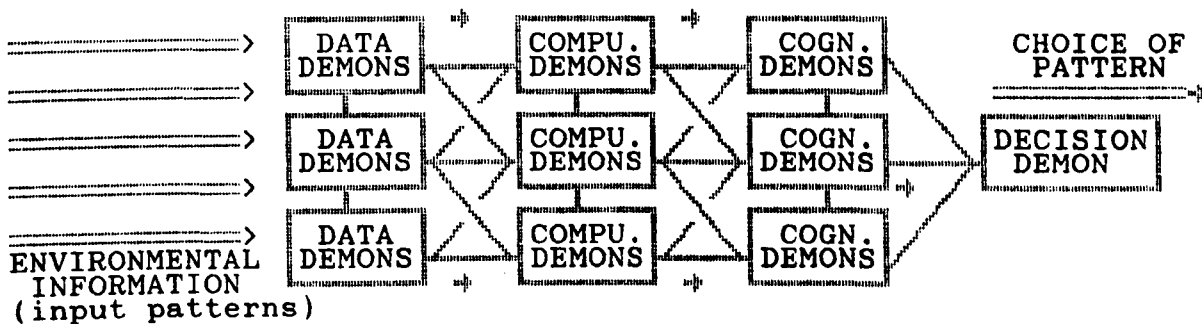 DATA
DEMONS
COMPU.
DEMONS
COGN.
DEMONS
CHOICE OF
PATTERN
DATA
DEMONS
COMPU.
DEMONS
COGN.
DEMONS
DECISION
DEMON
DATA
DEMONS
COMPU.
DEMONS
COGN.
DEMONS
ENVIRONMENTAL
INFORMATION
(input patterns)